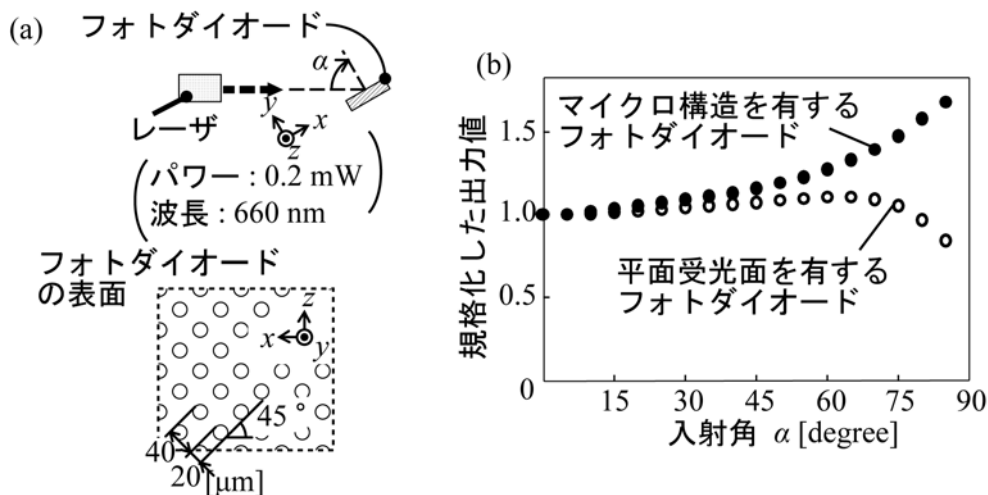 (a)
フォトダイオード
α
レーザ
y
x
z
パワー : 0.2 mW
波長 : 660 nm
フォトダイオード
の表面
z
x
y
45°
40
20
[μm]
(b)
マイクロ構造を有する
フォトダイオード
平面受光面を有する
フォトダイオード
規格化した出力値
1.5
1.0
0.5
0
15
30
45
60
75
90
入射角 α [degree]